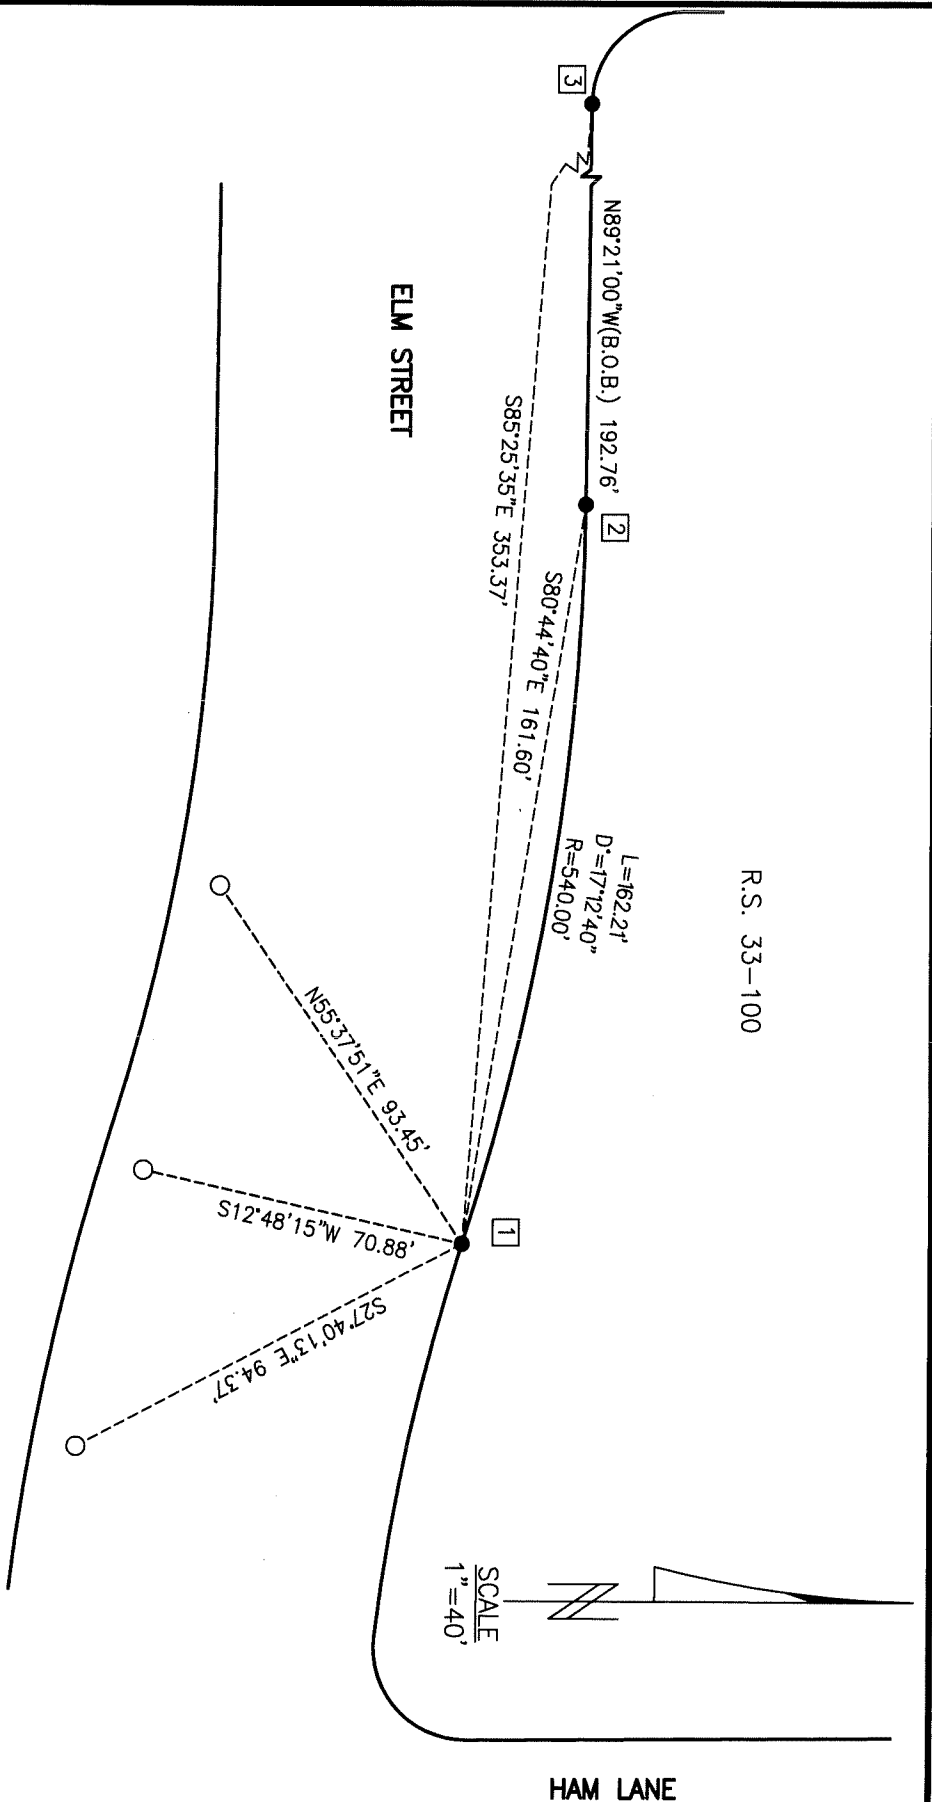 3
N89°21'00"W(B.O.B.) 192.76'
2
ELM STREET
S85°25'35"E 353.37'
S80°44'40"E 161.60'
L=162.21'
D°=17°12'40"
R=540.00'
R.S. 33-100
N55°37'51"E 93.45'
S12°48'15"W 70.88'
1
S27°40'13"E 94.37'
SCALE
1"=40'
N
HAM LANE